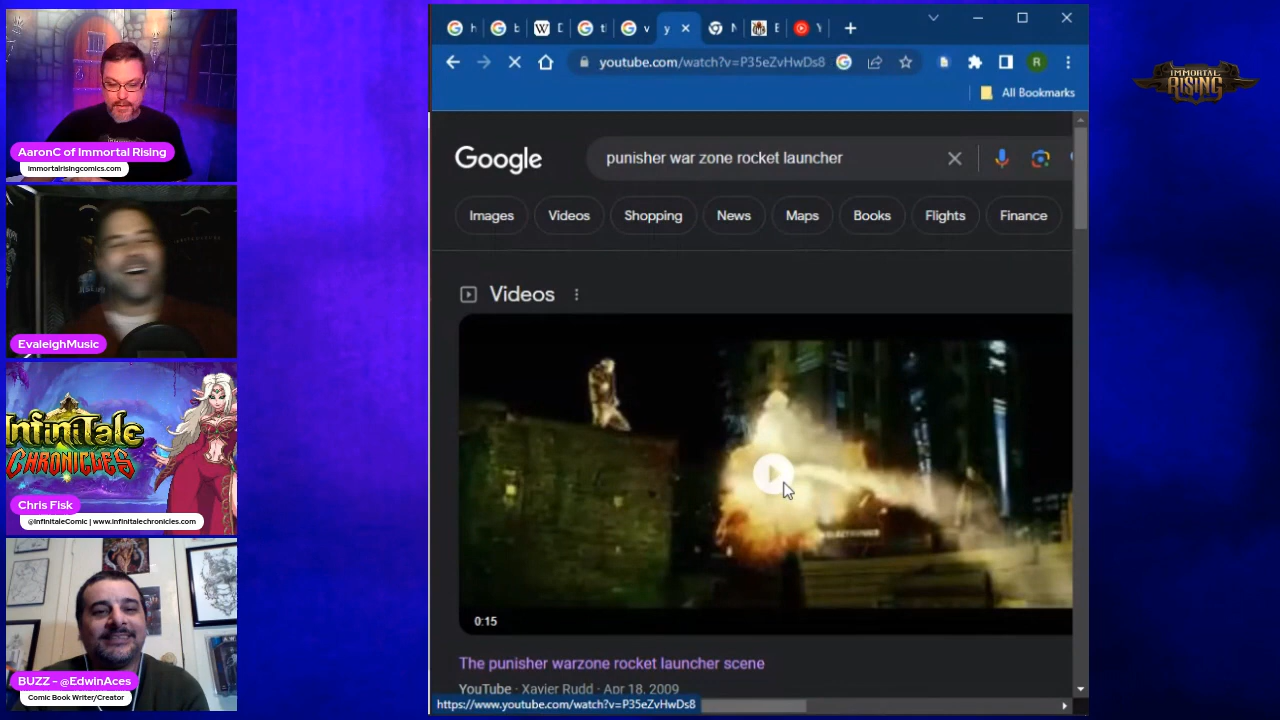 AaronC of Immortal Rising
immortalrisingcomics.com
EvaleighMusic
InfiniTale
Chronicles
Chris Fisk
@InfinitaleComic | www.infinitalechronicles.com
BUZZ - @EdwinAces
Comic Book Writer/Creator
youtube.com/watch?v=P35eZvHwDs8
R
All Bookmarks
Google
punisher war zone rocket launcher
Images
Videos
Shopping
News
Maps
Books
Flights
Finance
Videos
0:15
The punisher warzone rocket launcher scene
YouTube · Xavier Rudd · Apr 18, 2009
https://www.youtube.com/watch?v=P35eZvHwDs8
IMMORTAL
RISING